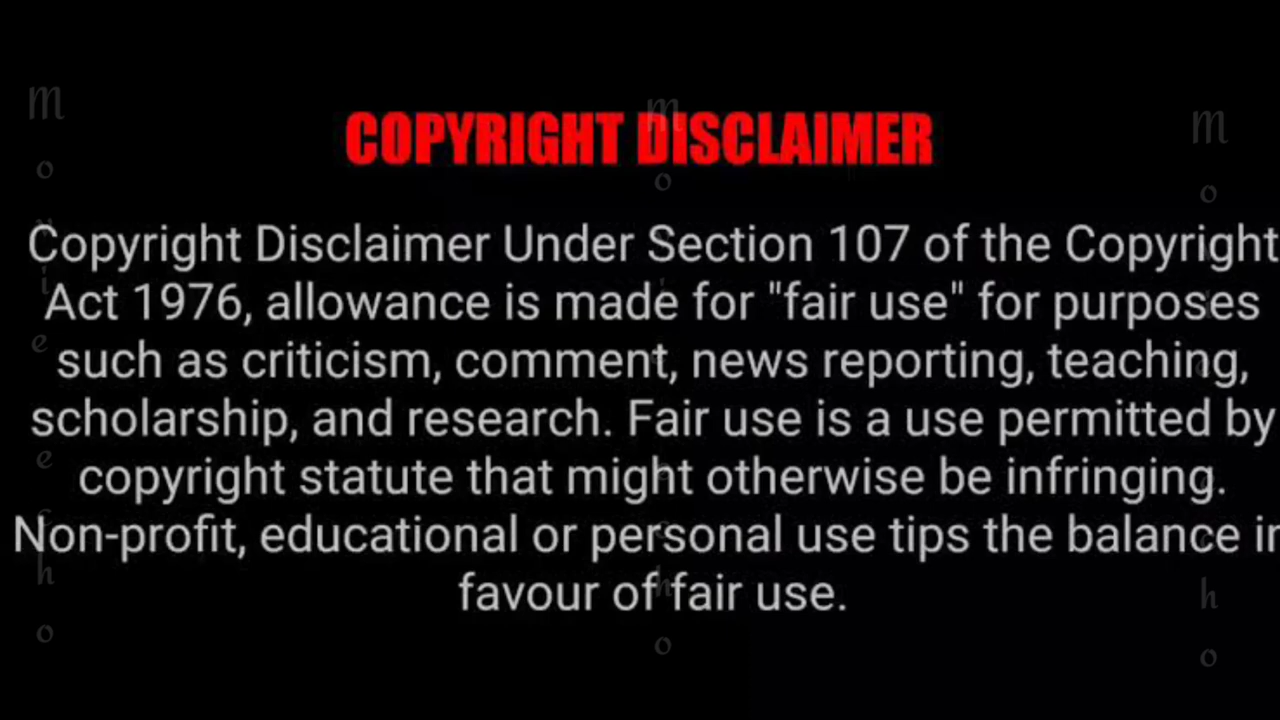 COPYRIGHT DISCLAIMER
Copyright Disclaimer Under Section 107 of the Copyright
Act 1976, allowance is made for "fair use" for purposes
such as criticism, comment, news reporting, teaching,
scholarship, and research. Fair use is a use permitted by
copyright statute that might otherwise be infringing.
Non-profit, educational or personal use tips the balance in
favour of fair use.